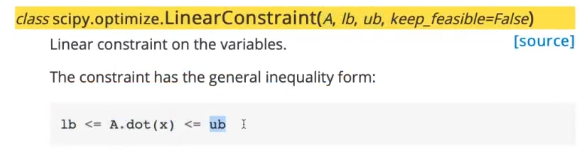 class scipy.optimize.LinearConstraint(A, lb, ub, keep_feasible=False)
Linear constraint on the variables. [source]
The constraint has the general inequality form:
lb <= A.dot(x) <= ub